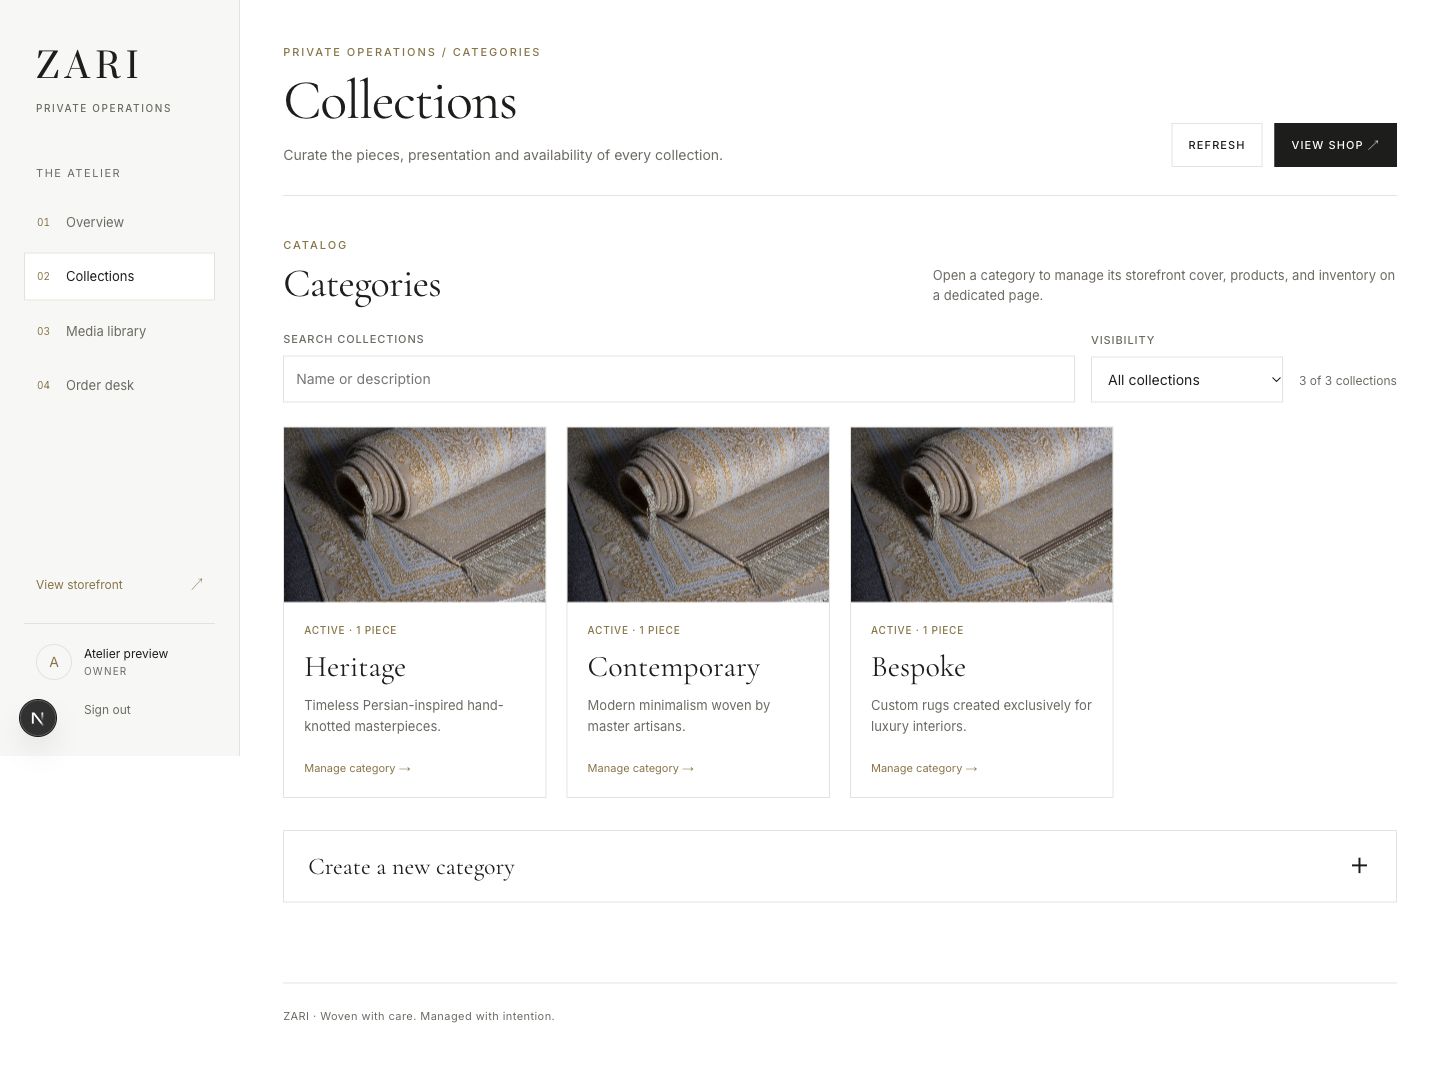 ZARI
PRIVATE OPERATIONS
THE ATELIER
01 Overview
02 Collections
03 Media library
04 Order desk
View storefront ↗
A
Atelier preview
OWNER
N
Sign out
PRIVATE OPERATIONS / CATEGORIES
Collections
Curate the pieces, presentation and availability of every collection.
REFRESH
VIEW SHOP ↗
CATALOG
Categories
Open a category to manage its storefront cover, products, and inventory on
a dedicated page.
SEARCH COLLECTIONS
Name or description
VISIBILITY
All collections
3 of 3 collections
ACTIVE · 1 PIECE
Heritage
Timeless Persian-inspired hand-
knotted masterpieces.
Manage category →
ACTIVE · 1 PIECE
Contemporary
Modern minimalism woven by
master artisans.
Manage category →
ACTIVE · 1 PIECE
Bespoke
Custom rugs created exclusively for
luxury interiors.
Manage category →
Create a new category +
ZARI · Woven with care. Managed with intention.